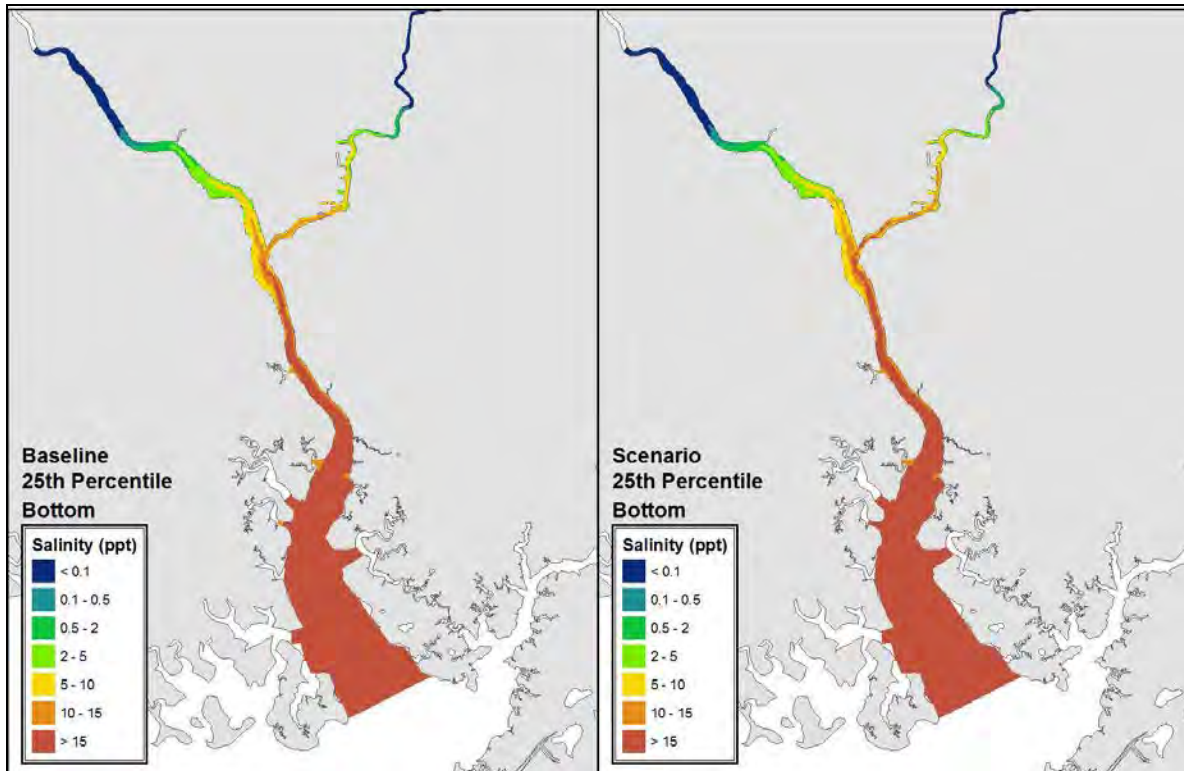 Baseline
25th Percentile
Bottom
Salinity (ppt)
< 0.1
0.1 - 0.5
0.5 - 2
2 - 5
5 - 10
10 - 15
> 15
Scenario
25th Percentile
Bottom
Salinity (ppt)
< 0.1
0.1 - 0.5
0.5 - 2
2 - 5
5 - 10
10 - 15
> 15